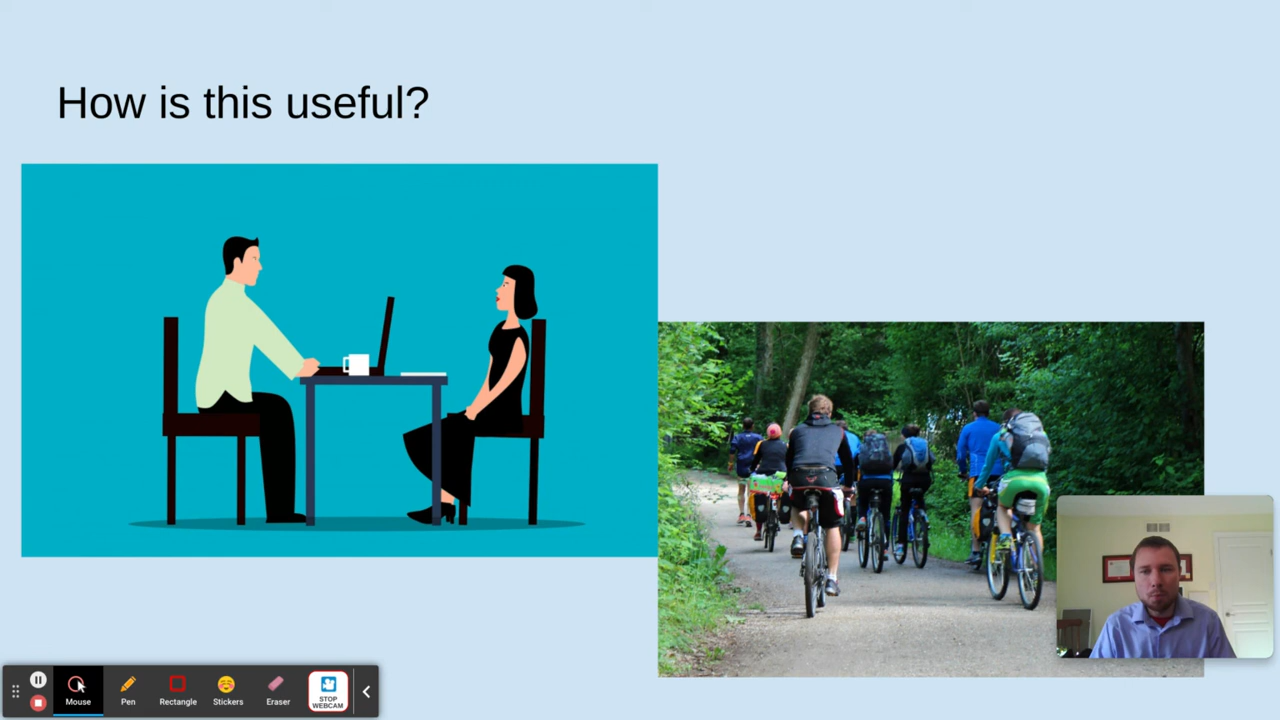 How is this useful?
Mouse
Pen
Rectangle
Stickers
Eraser
STOP
WEBCAM